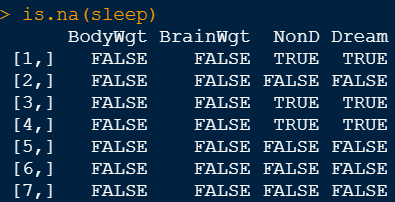 > is.na(sleep)
BodyWgt BrainWgt NonD Dream
[1,] FALSE FALSE TRUE TRUE
[2,] FALSE FALSE FALSE FALSE
[3,] FALSE FALSE TRUE TRUE
[4,] FALSE FALSE TRUE TRUE
[5,] FALSE FALSE FALSE FALSE
[6,] FALSE FALSE FALSE FALSE
[7,] FALSE FALSE FALSE FALSE